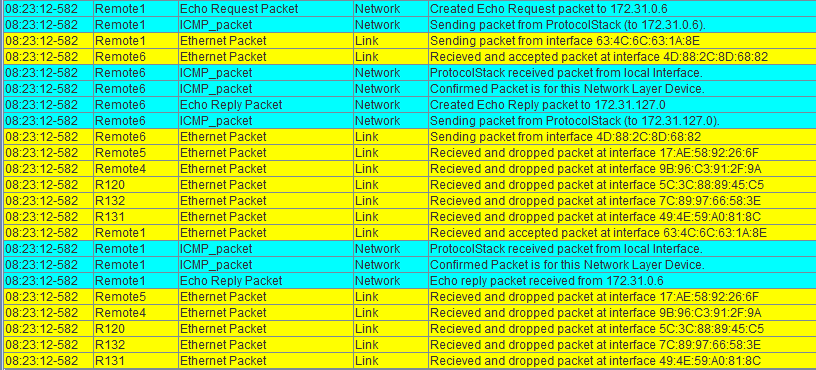 08:23:12-582 Remote1 Echo Request Packet Network Created Echo Request packet to 172.31.0.6
08:23:12-582 Remote1 ICMP_packet Network Sending packet from ProtocolStack (to 172.31.0.6).
08:23:12-582 Remote1 Ethernet Packet Link Sending packet from interface 63:4C:6C:63:1A:8E
08:23:12-582 Remote6 Ethernet Packet Link Recieved and accepted packet at interface 4D:88:2C:8D:68:82
08:23:12-582 Remote6 ICMP_packet Network ProtocolStack received packet from local Interface.
08:23:12-582 Remote6 ICMP_packet Network Confirmed Packet is for this Network Layer Device.
08:23:12-582 Remote6 Echo Reply Packet Network Created Echo Reply packet to 172.31.127.0
08:23:12-582 Remote6 ICMP_packet Network Sending packet from ProtocolStack (to 172.31.127.0).
08:23:12-582 Remote6 Ethernet Packet Link Sending packet from interface 4D:88:2C:8D:68:82
08:23:12-582 Remote5 Ethernet Packet Link Recieved and dropped packet at interface 17:AE:58:92:26:6F
08:23:12-582 Remote4 Ethernet Packet Link Recieved and dropped packet at interface 9B:96:C3:91:2F:9A
08:23:12-582 R120 Ethernet Packet Link Recieved and dropped packet at interface 5C:3C:88:89:45:C5
08:23:12-582 R132 Ethernet Packet Link Recieved and dropped packet at interface 7C:89:97:66:58:3E
08:23:12-582 R131 Ethernet Packet Link Recieved and dropped packet at interface 49:4E:59:A0:81:8C
08:23:12-582 Remote1 Ethernet Packet Link Recieved and accepted packet at interface 63:4C:6C:63:1A:8E
08:23:12-582 Remote1 ICMP_packet Network ProtocolStack received packet from local Interface.
08:23:12-582 Remote1 ICMP_packet Network Confirmed Packet is for this Network Layer Device.
08:23:12-582 Remote1 Echo Reply Packet Network Echo reply packet received from 172.31.0.6
08:23:12-582 Remote5 Ethernet Packet Link Recieved and dropped packet at interface 17:AE:58:92:26:6F
08:23:12-582 Remote4 Ethernet Packet Link Recieved and dropped packet at interface 9B:96:C3:91:2F:9A
08:23:12-582 R120 Ethernet Packet Link Recieved and dropped packet at interface 5C:3C:88:89:45:C5
08:23:12-582 R132 Ethernet Packet Link Recieved and dropped packet at interface 7C:89:97:66:58:3E
08:23:12-582 R131 Ethernet Packet Link Recieved and dropped packet at interface 49:4E:59:A0:81:8C